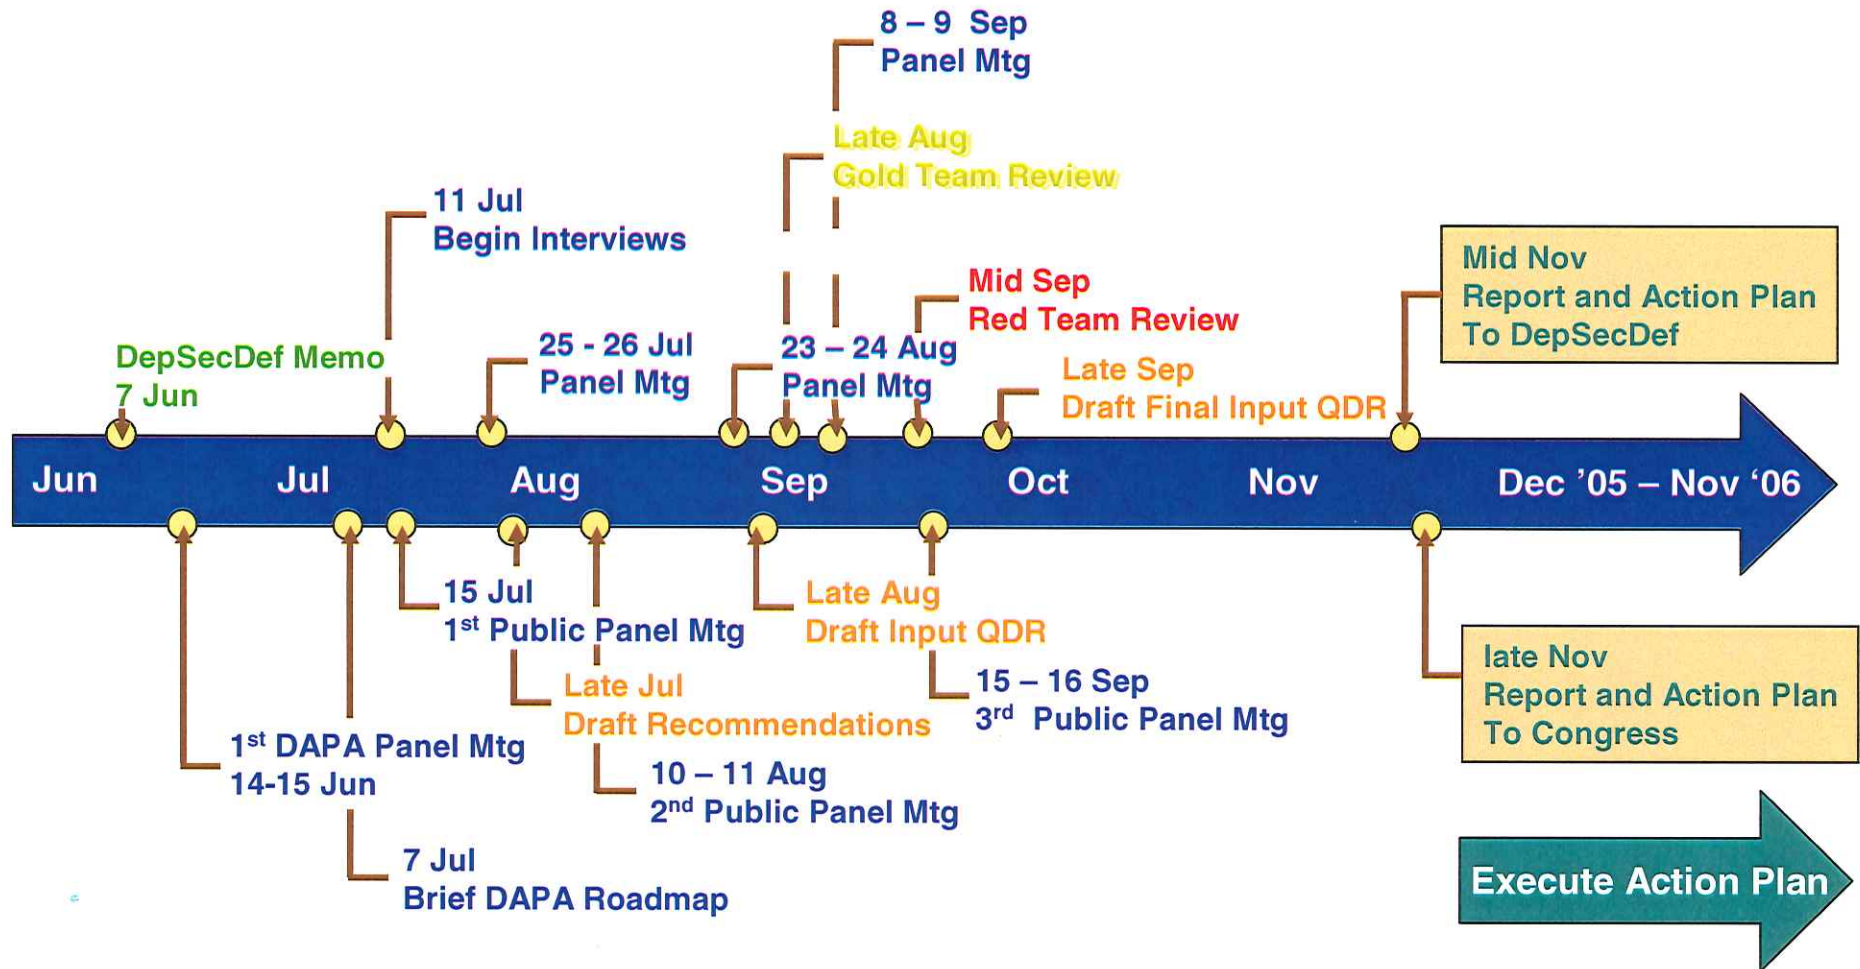 8 – 9  Sep
Panel Mtg
Late Aug
Gold Team Review
11 Jul
Begin Interviews
Mid Sep
Red Team Review
Mid Nov
Report and Action Plan
To DepSecDef
DepSecDef Memo
7 Jun
25 - 26 Jul
Panel Mtg
23 – 24 Aug
Panel Mtg
Late Sep
Draft Final Input QDR
Jun
Jul
Aug
Sep
Oct
Nov
Dec ’05 – Nov ‘06
15 Jul
1st Public Panel Mtg
Late Aug
Draft Input QDR
Late Jul
Draft Recommendations
15 – 16 Sep
3rd  Public Panel Mtg
late Nov
Report and Action Plan
To Congress
1st DAPA Panel Mtg
14-15 Jun
10 – 11 Aug
2nd Public Panel Mtg
7 Jul
Brief DAPA Roadmap
Execute Action Plan